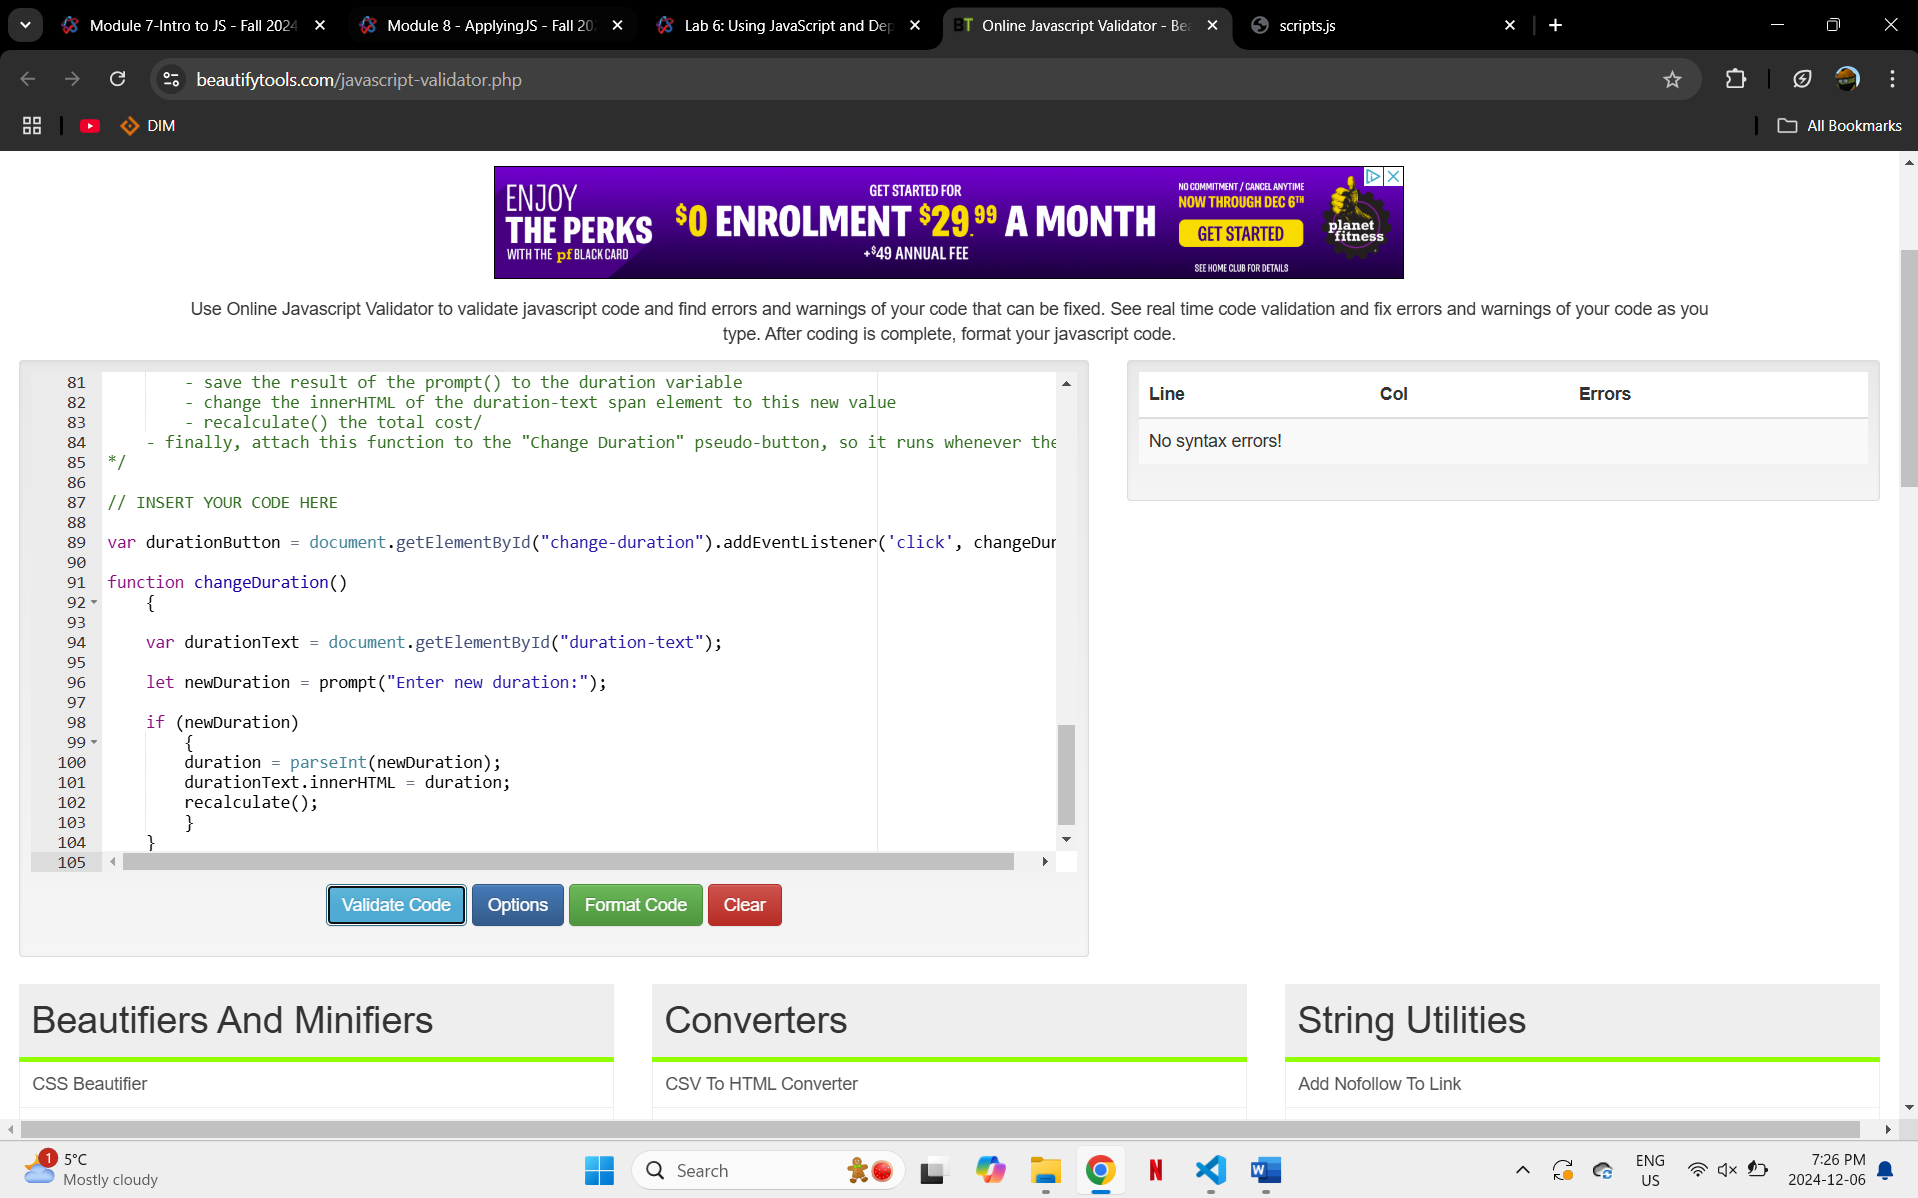 Module 7-Intro to JS - Fall 2024
Module 8 - ApplyingJS - Fall 20
Lab 6: Using JavaScript and Dep
BT Online Javascript Validator - Be
scripts.js
beautifytools.com/javascript-validator.php
DIM
All Bookmarks
ENJOY
THE PERKS
WITH THE pf BLACK CARD
GET STARTED FOR
$0 ENROLMENT $29.99 A MONTH
+$49 ANNUAL FEE
NO COMMITMENT / CANCEL ANYTIME
NOW THROUGH DEC 6TH
GET STARTED
SEE HOME CLUB FOR DETAILS
planet
fitness
Use Online Javascript Validator to validate javascript code and find errors and warnings of your code that can be fixed. See real time code validation and fix errors and warnings of your code as you
type. After coding is complete, format your javascript code.
81 - save the result of the prompt() to the duration variable
82 - change the innerHTML of the duration-text span element to this new value
83 - recalculate() the total cost/
84 - finally, attach this function to the "Change Duration" pseudo-button, so it runs whenever the
85 */
86
87 // INSERT YOUR CODE HERE
88
89 var durationButton = document.getElementById("change-duration").addEventListener('click', changeDur
90
91 function changeDuration()
92 {
93
94 var durationText = document.getElementById("duration-text");
95
96 let newDuration = prompt("Enter new duration:");
97
98 if (newDuration)
99 {
100 duration = parseInt(newDuration);
101 durationText.innerHTML = duration;
102 recalculate();
103 }
104 }
105
Line Col Errors
No syntax errors!
Validate Code Options Format Code Clear
Beautifiers And Minifiers
CSS Beautifier
Converters
CSV To HTML Converter
String Utilities
Add Nofollow To Link
1
5°C
Mostly cloudy
Search
N
W
ENG
US
7:26 PM
2024-12-06